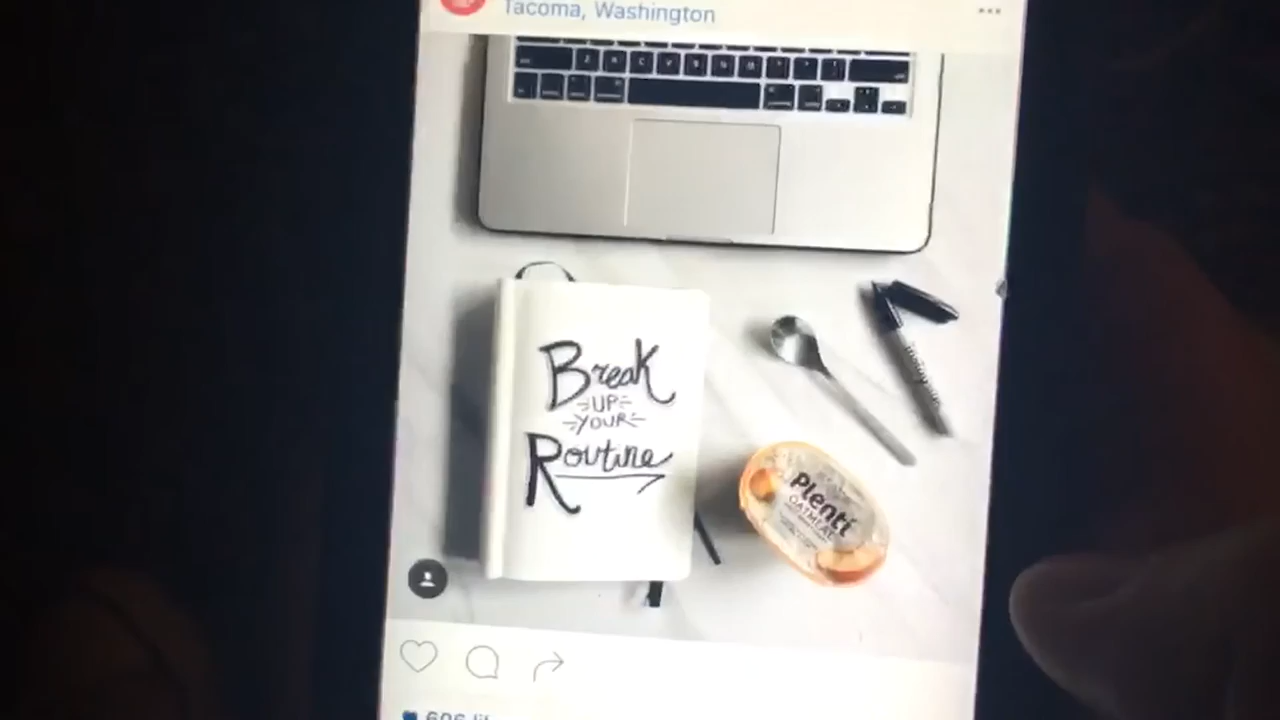 Tacoma, Washington
Break
UP
YOUR
Routine
Plenti
OATMEAL